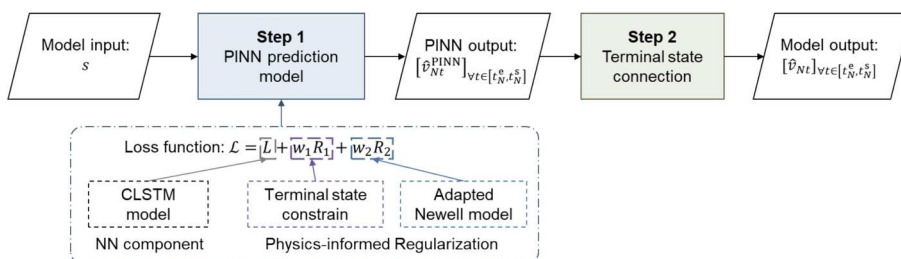 Model input:
s
Step 1
PINN prediction
model
PINN output:
[v̂_{Nt}^{PINN}]_{∀t∈[t_N^e,t_N^s]}
Step 2
Terminal state
connection
Model output:
[v̂_{Nt}]_{∀t∈[t_N^e,t_N^s]}
Loss function: ℒ = L + w₁R₁ + w₂R₂
CLSTM
model
Terminal state
constrain
Adapted
Newell model
NN component
Physics-informed Regularization